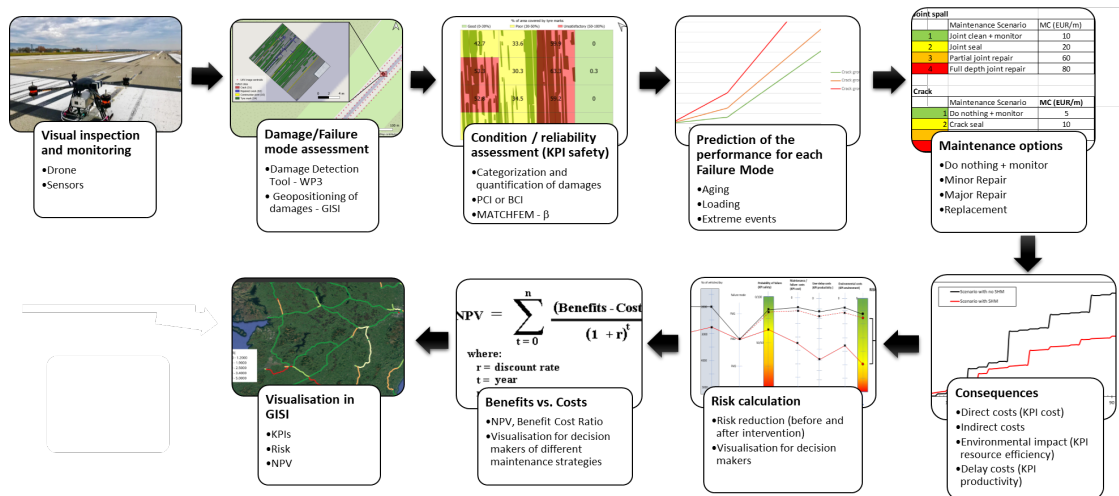 Visual inspection
and monitoring
•Drone
•Sensors
Damage/Failure
mode assessment
•Damage Detection
Tool - WP3
• Geopositioning of
damages - GISI
% of area covered by tyre marks
Good (0-20%)
Poor (20-50%)
Unsatisfactory (50-100%)
42.7
33.6
0
30.3
0.3
34.5
0
Condition / reliability
assessment (KPI safety)
•Categorization and
quantification of damages
•PCI or BCI
•MATCHFEM - β
Prediction of the
performance for each
Failure Mode
•Aging
•Loading
•Extreme events
Joint spall
Maintenance Scenario MC (EUR/m)
1 Joint clean + monitor 10
2 Joint seal 20
3 Partial joint repair 60
4 Full depth joint repair 80
Crack
Maintenance Scenario MC (EUR/m)
1 Do nothing + monitor 5
2 Crack seal 10
Maintenance options
•Do nothing + monitor
•Minor Repair
•Major Repair
•Replacement
Visualisation in
GISI
•KPIs
•Risk
•NPV
NPV = n ∑ t = 0 (Benefits - Cost (1 + r)t
where:
r = discount rate
t = year
Benefits vs. Costs
•NPV, Benefit Cost Ratio
•Visualisation for decision
makers of different
maintenance strategies
Risk calculation
•Risk reduction (before and
after intervention)
•Visualisation for decision
makers
Scenario with no SHM
Scenario with SHM
Consequences
•Direct costs (KPI cost)
•Indirect costs
•Environmental impact (KPI
resource efficiency)
•Delay costs (KPI
productivity)